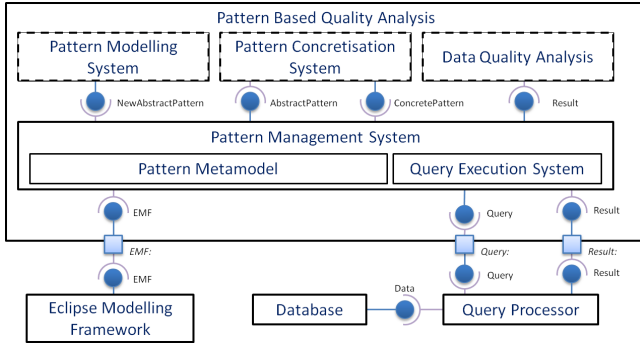 Pattern Based Quality Analysis
Pattern Modelling
System
Pattern Concretisation
System
Data Quality Analysis
NewAbstractPattern
AbstractPattern
ConcretePattern
Result
Pattern Management System
Pattern Metamodel
Query Execution System
EMF
Query
Result
EMF:
Query:
Result:
EMF
Query
Result
Data
Eclipse Modelling
Framework
Database
Query Processor